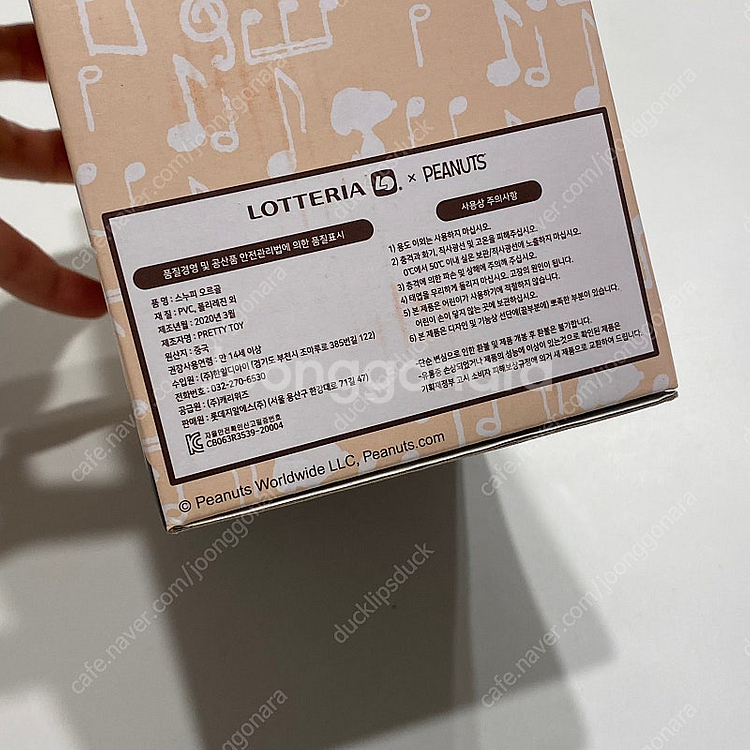 LOTTERIA × PEANUTS
품질경영 및 공산품 안전관리법에 의한 품질표시
품 명 : 스누피 오르골
재 질 : PVC, 폴리레진 외
제조년월 : 2020년 3월
제조자명 : PRETTY TOY
원산지 : 중국
권장사용연령 : 만 14세 이상
수입원 : (주)한얼디아이 (경기도 부천시 조마루로 385번길 122)
전화번호 : 032-270-6530
공급원 : (주)캐리위즈
판매원 : 롯데지알에스(주) (서울 용산구 한강대로 71길 47)
자율안전확인신고필증번호
CB063R3539-20004
사용상 주의사항
1) 용도 이외는 사용하지 마십시오.
2) 충격과 화기, 직사광선 및 고온을 피해주십시오.
0℃에서 50℃ 이내 실온 보관/직사광선에 노출하지 마십시오.
3) 충격에 의한 파손 및 상해에 주의해 주십시오.
4) 태엽을 무리하게 돌리지 마십시오. 고장의 원인이 됩니다.
5) 본 제품은 어린이가 사용하기에 적절하지 않습니다.
어린이 손이 닿지 않는 곳에 보관하십시오.
6) 본 제품은 디자인 및 기능상 선단에(끝부분에) 뾰족한 부분이 있습니다.
-단순 변심으로 인한 환불 및 제품 개봉 후 환불은 불가합니다.
-유통중 손상되었거나 제품의 성능에 이상이 있는것으로 확인된 제품은
기획재정부 고시 소비자 피해보상규정에 의거 새 제품으로 교환하여 드립니다.
© Peanuts Worldwide LLC, Peanuts.com
joonggonara
cafe.naver.com/joonggonara
ducklipsduck